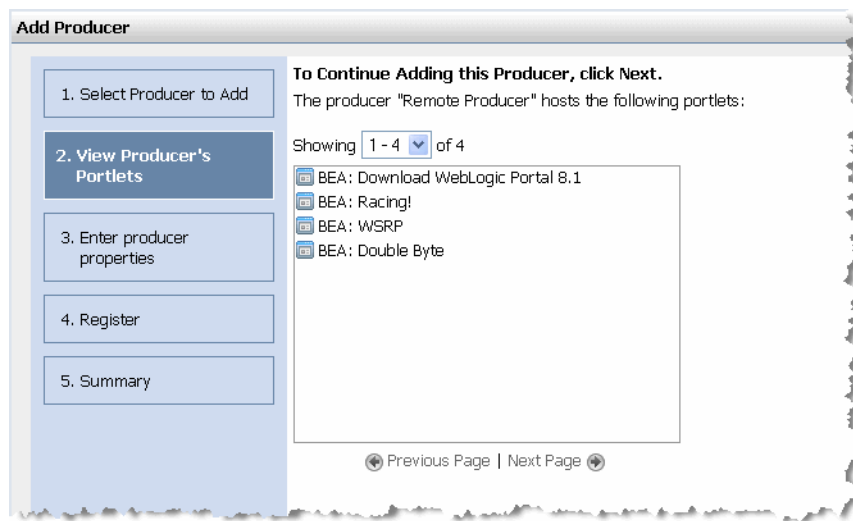 Add Producer
1. Select Producer to Add
2. View Producer's
Portlets
3. Enter producer
properties
4. Register
5. Summary
To Continue Adding this Producer, click Next.
The producer "Remote Producer" hosts the following portlets:
Showing 1 - 4 of 4
BEA: Download WebLogic Portal 8.1
BEA: Racing!
BEA: WSRP
BEA: Double Byte
Previous Page | Next Page